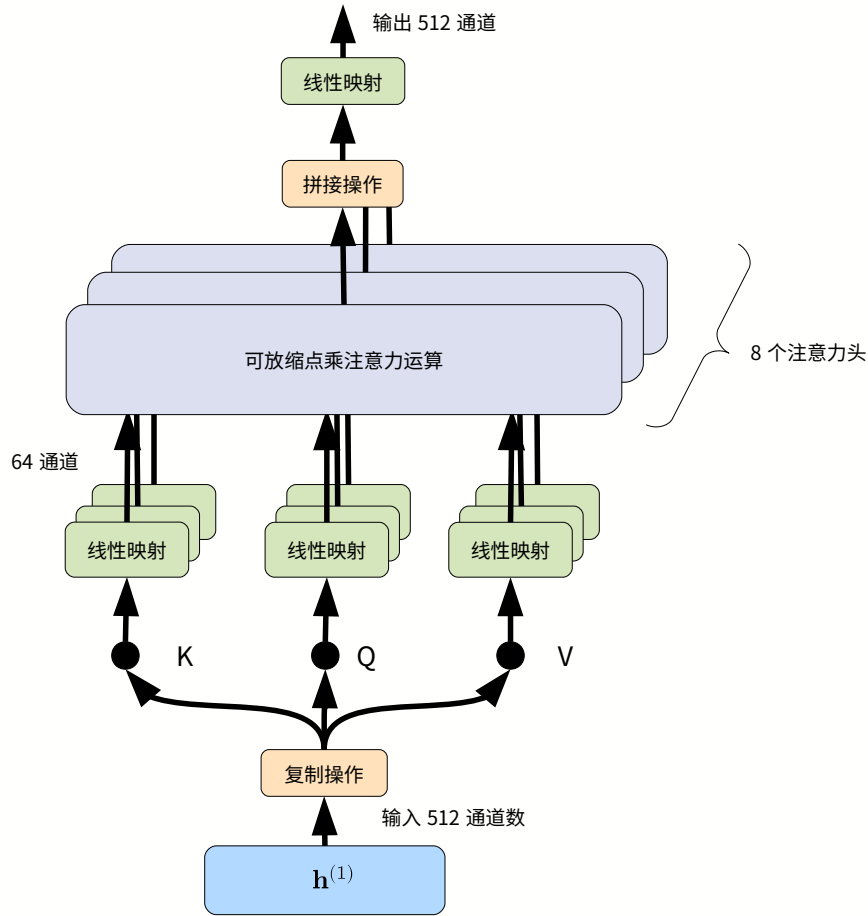 输出 512 通道
线性映射
拼接操作
可放缩点乘注意力运算
8 个注意力头
64 通道
线性映射 线性映射 线性映射
K Q V
复制操作
输入 512 通道数
h^(1)